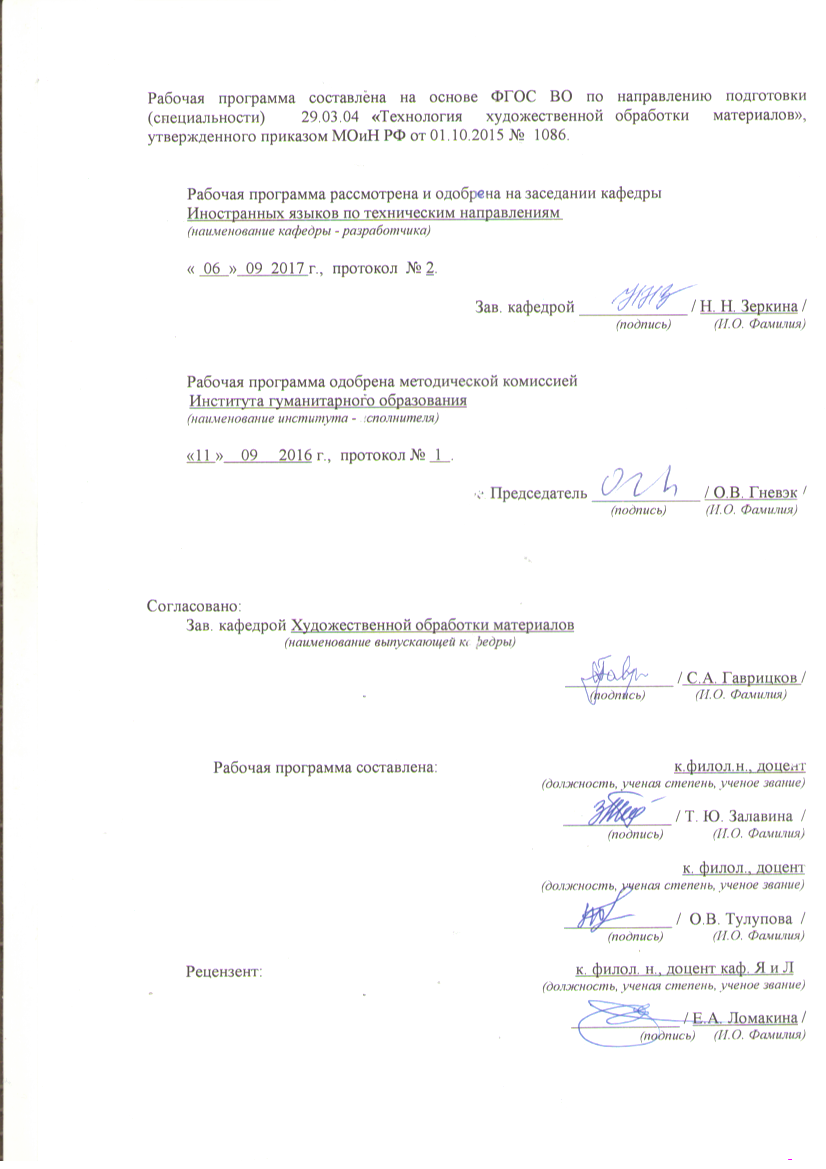 Рабочая программа составлена на основе ФГОС ВО по направлению подготовки
(специальности) 29.03.04 «Технология художественной обработки материалов»,
утвержденного приказом МОиН РФ от 01.10.2015 № 1086.
Рабочая программа рассмотрена и одобрена на заседании кафедры
Иностранных языков по техническим направлениям
(наименование кафедры - разработчика)
« 06 » 09 2017 г., протокол № 2.
Зав. кафедрой ____________ / Н. Н. Зеркина /
(подпись) (И.О. Фамилия)
Рабочая программа одобрена методической комиссией
Института гуманитарного образования
(наименование института - исполнителя)
«11 » 09 2016 г., протокол № 1 .
Председатель ____________ / О.В. Гневэк /
(подпись) (И.О. Фамилия)
Согласовано:
Зав. кафедрой Художественной обработки материалов
(наименование выпускающей кафедры)
____________ / С.А. Гаврицков /
(подпись) (И.О. Фамилия)
Рабочая программа составлена: к.филол.н., доцент
(должность, ученая степень, ученое звание)
____________ / Т. Ю. Залавина /
(подпись) (И.О. Фамилия)
к. филол., доцент
(должность, ученая степень, ученое звание)
____________ / О.В. Тулупова /
(подпись) (И.О. Фамилия)
Рецензент: к. филол. н., доцент каф. Я и Л
(должность, ученая степень, ученое звание)
____________ / Е.А. Ломакина /
(подпись) (И.О. Фамилия)